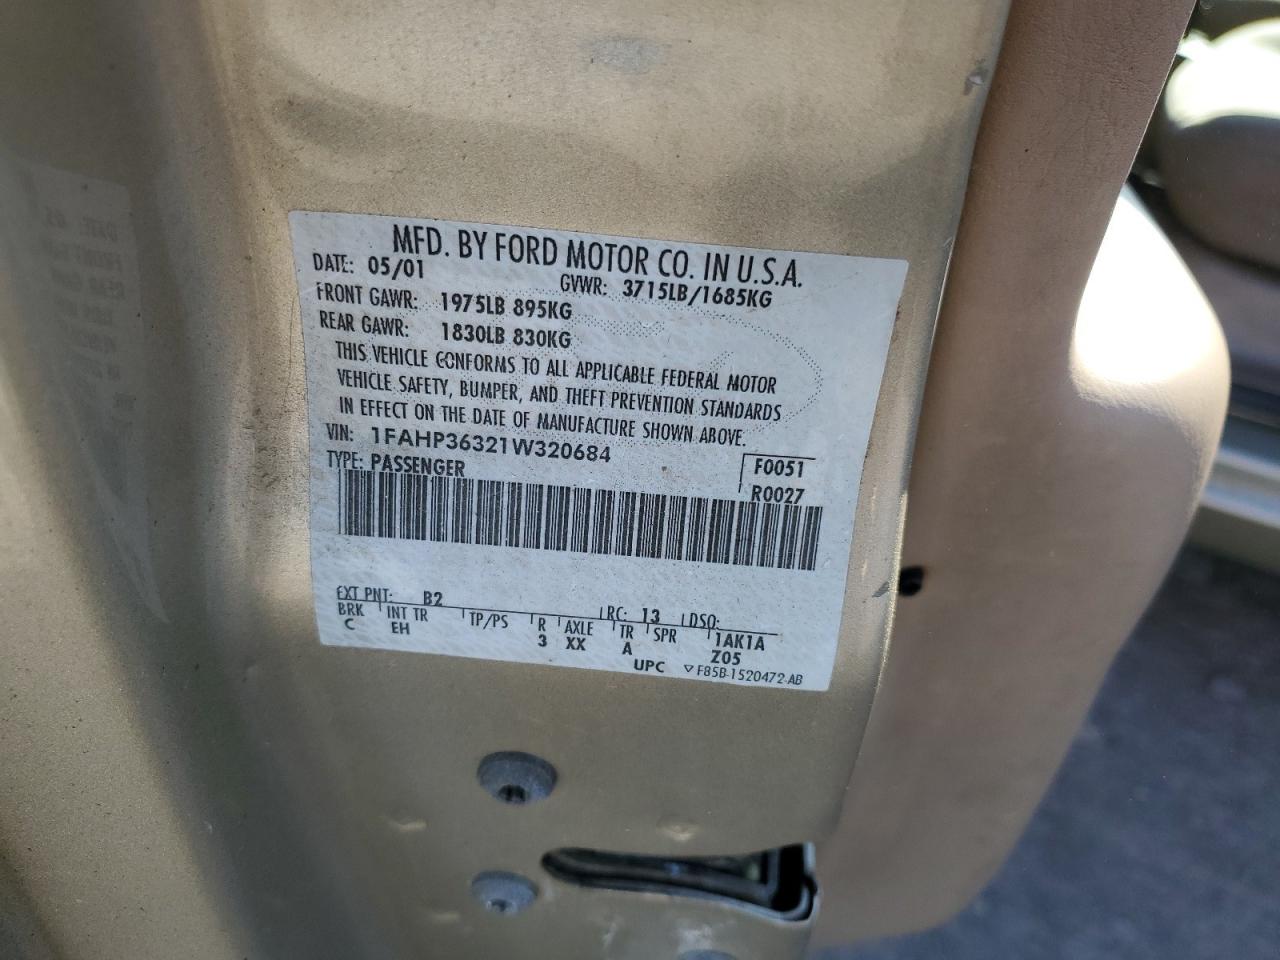 MFD. BY FORD MOTOR CO. IN U.S.A.
DATE: 05/01 GVWR: 3715LB/1685KG
FRONT GAWR: 1975LB 895KG
REAR GAWR: 1830LB 830KG
THIS VEHICLE CONFORMS TO ALL APPLICABLE FEDERAL MOTOR
VEHICLE SAFETY, BUMPER, AND THEFT PREVENTION STANDARDS
IN EFFECT ON THE DATE OF MANUFACTURE SHOWN ABOVE.
VIN: 1FAHP36321W320684 F0051
TYPE: PASSENGER R0027
EXT PNT: B2 RC: 13 DSO:
BRK INT TR TP/PS R AXLE TR SPR 1AK1A
C EH 3 XX A Z05
UPC ▽ F85B-1520472-AB